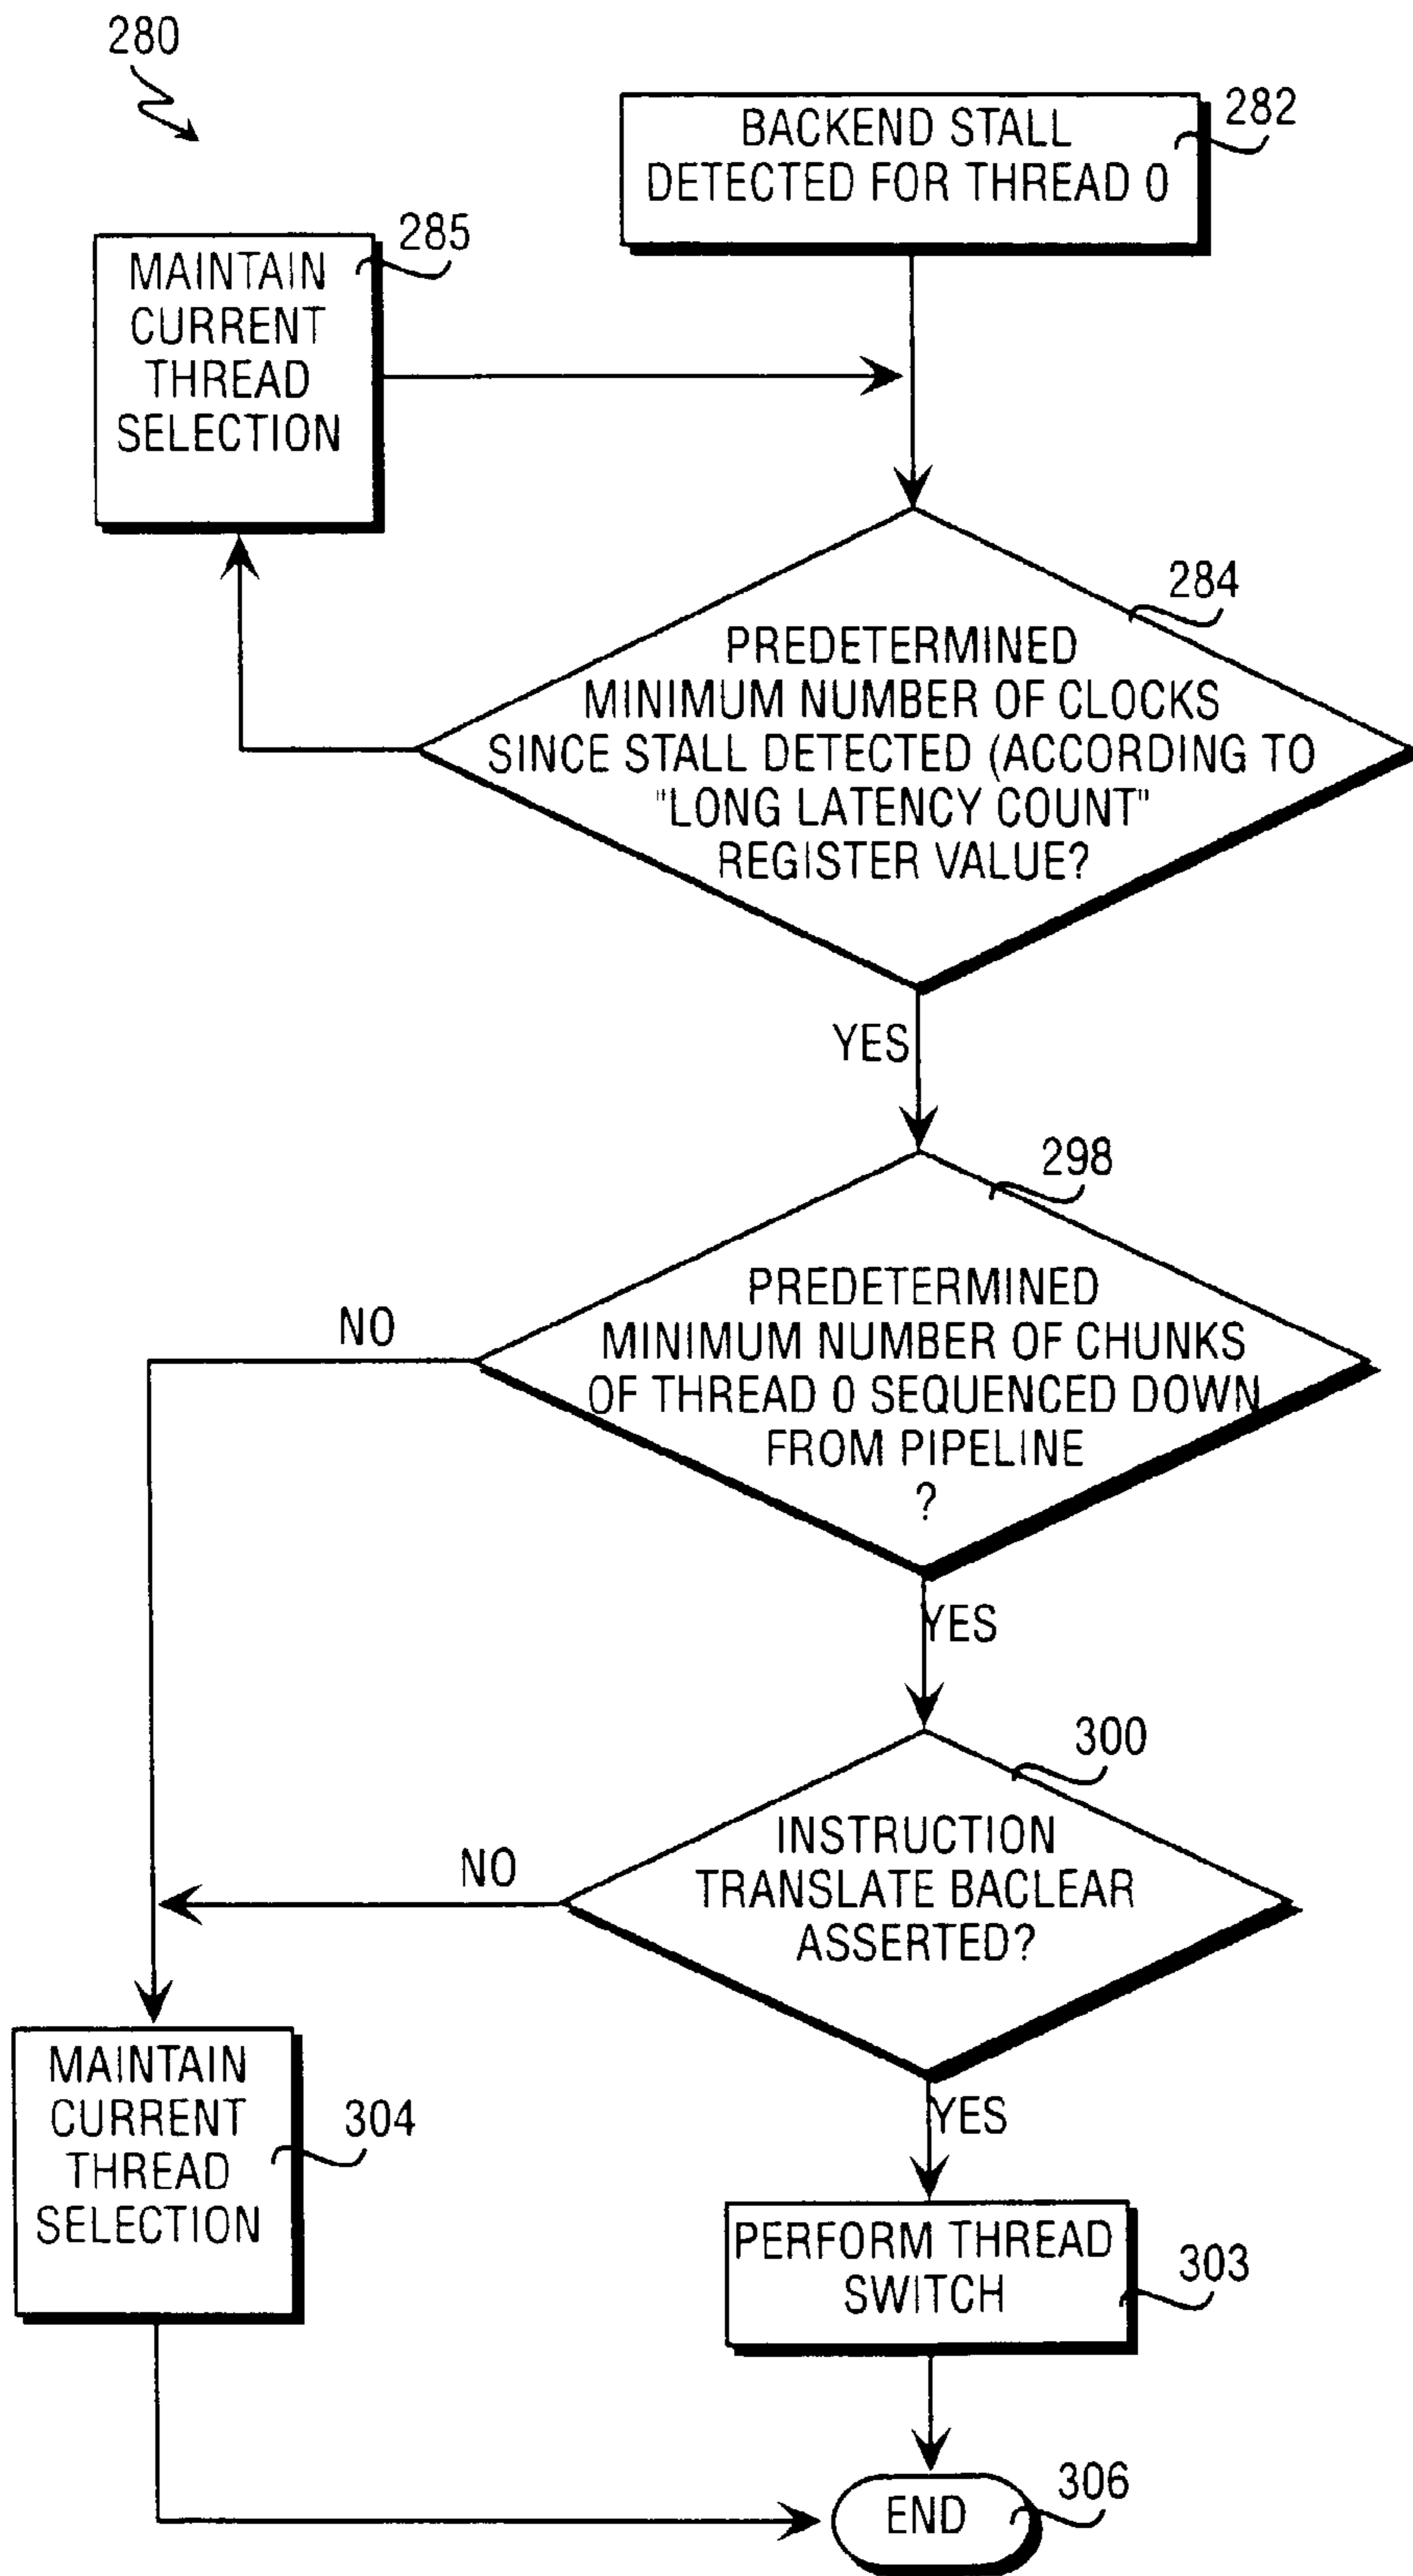 280
BACKEND STALL
DETECTED FOR THREAD 0
282
MAINTAIN
CURRENT
THREAD
SELECTION
285
284
PREDETERMINED
MINIMUM NUMBER OF CLOCKS
SINCE STALL DETECTED (ACCORDING TO
"LONG LATENCY COUNT"
REGISTER VALUE?
YES
298
PREDETERMINED
MINIMUM NUMBER OF CHUNKS
OF THREAD 0 SEQUENCED DOWN
FROM PIPELINE
?
NO
YES
300
INSTRUCTION
TRANSLATE BACLEAR
ASSERTED?
NO
YES
MAINTAIN
CURRENT
THREAD
SELECTION
304
PERFORM THREAD
SWITCH
303
END
306